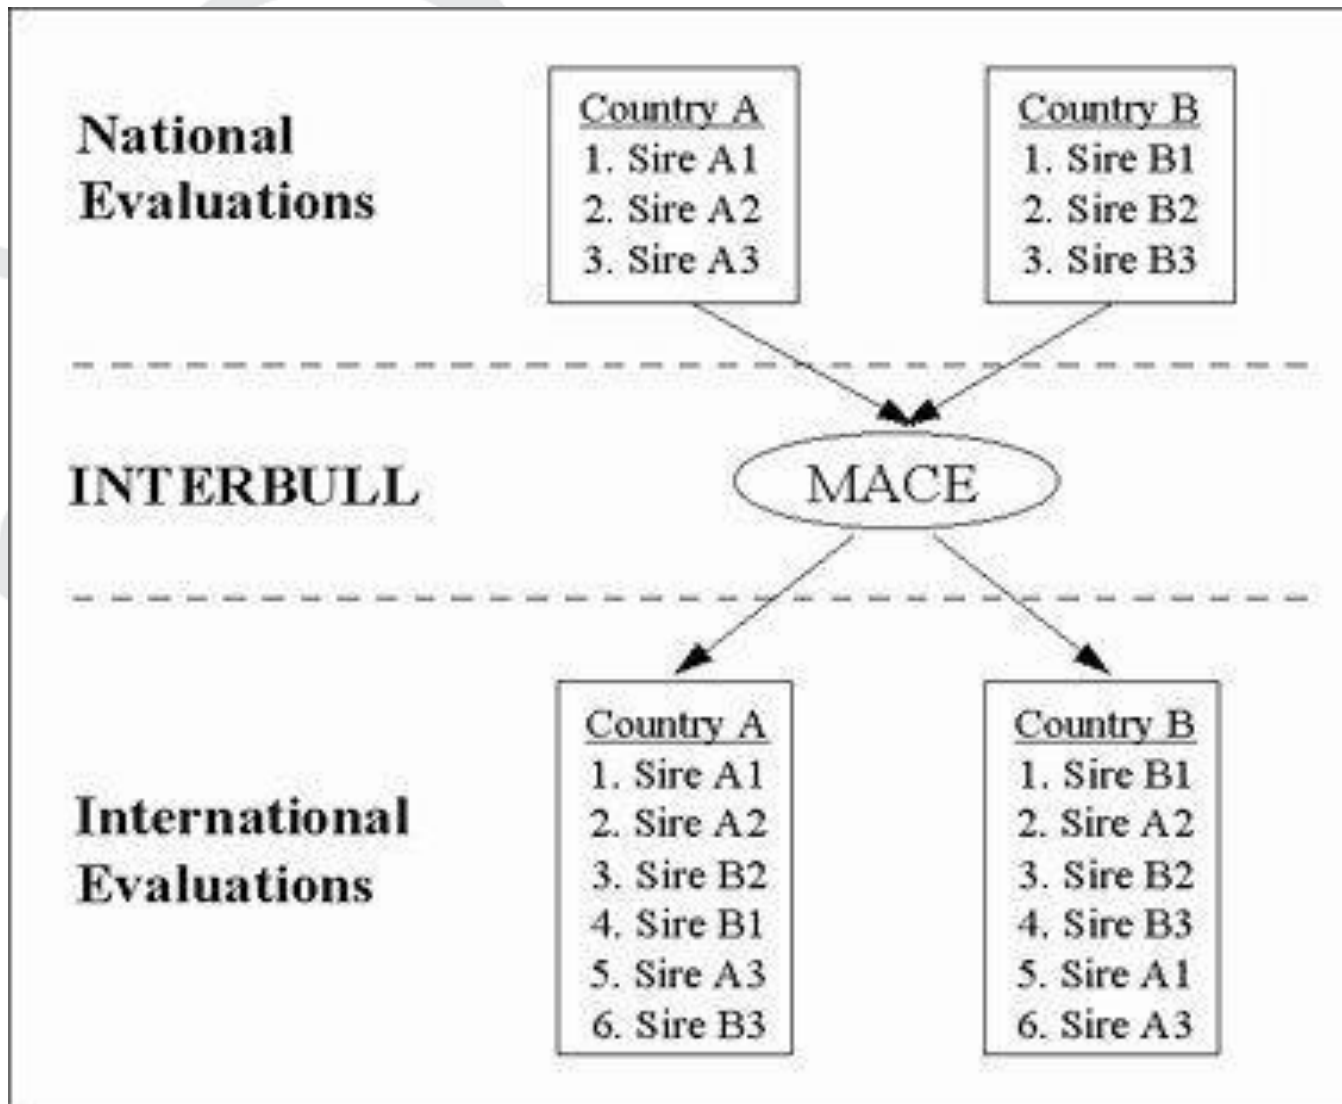 National
Evaluations
Country A
1. Sire A1
2. Sire A2
3. Sire A3
Country B
1. Sire B1
2. Sire B2
3. Sire B3
INTERBULL
MACE
International
Evaluations
Country A
1. Sire A1
2. Sire A2
3. Sire B2
4. Sire B1
5. Sire A3
6. Sire B3
Country B
1. Sire B1
2. Sire A2
3. Sire B2
4. Sire B3
5. Sire A1
6. Sire A3